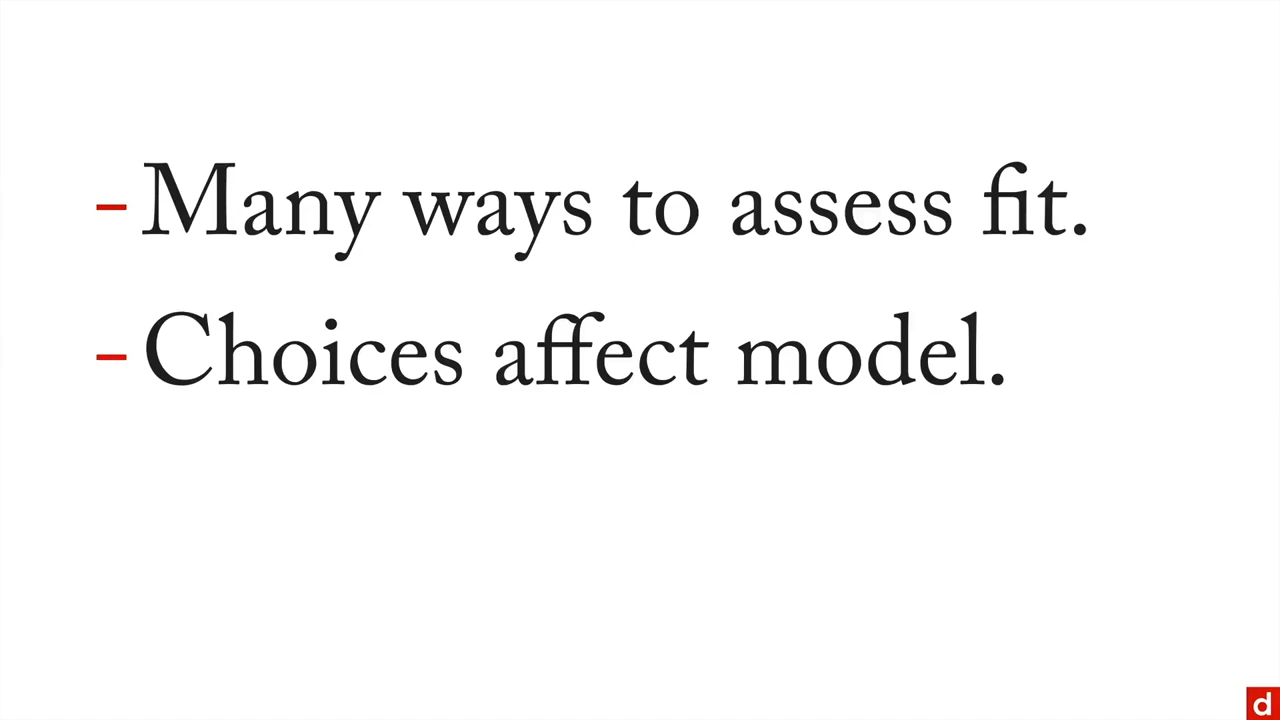 - Many ways to assess fit.
- Choices affect model.
d